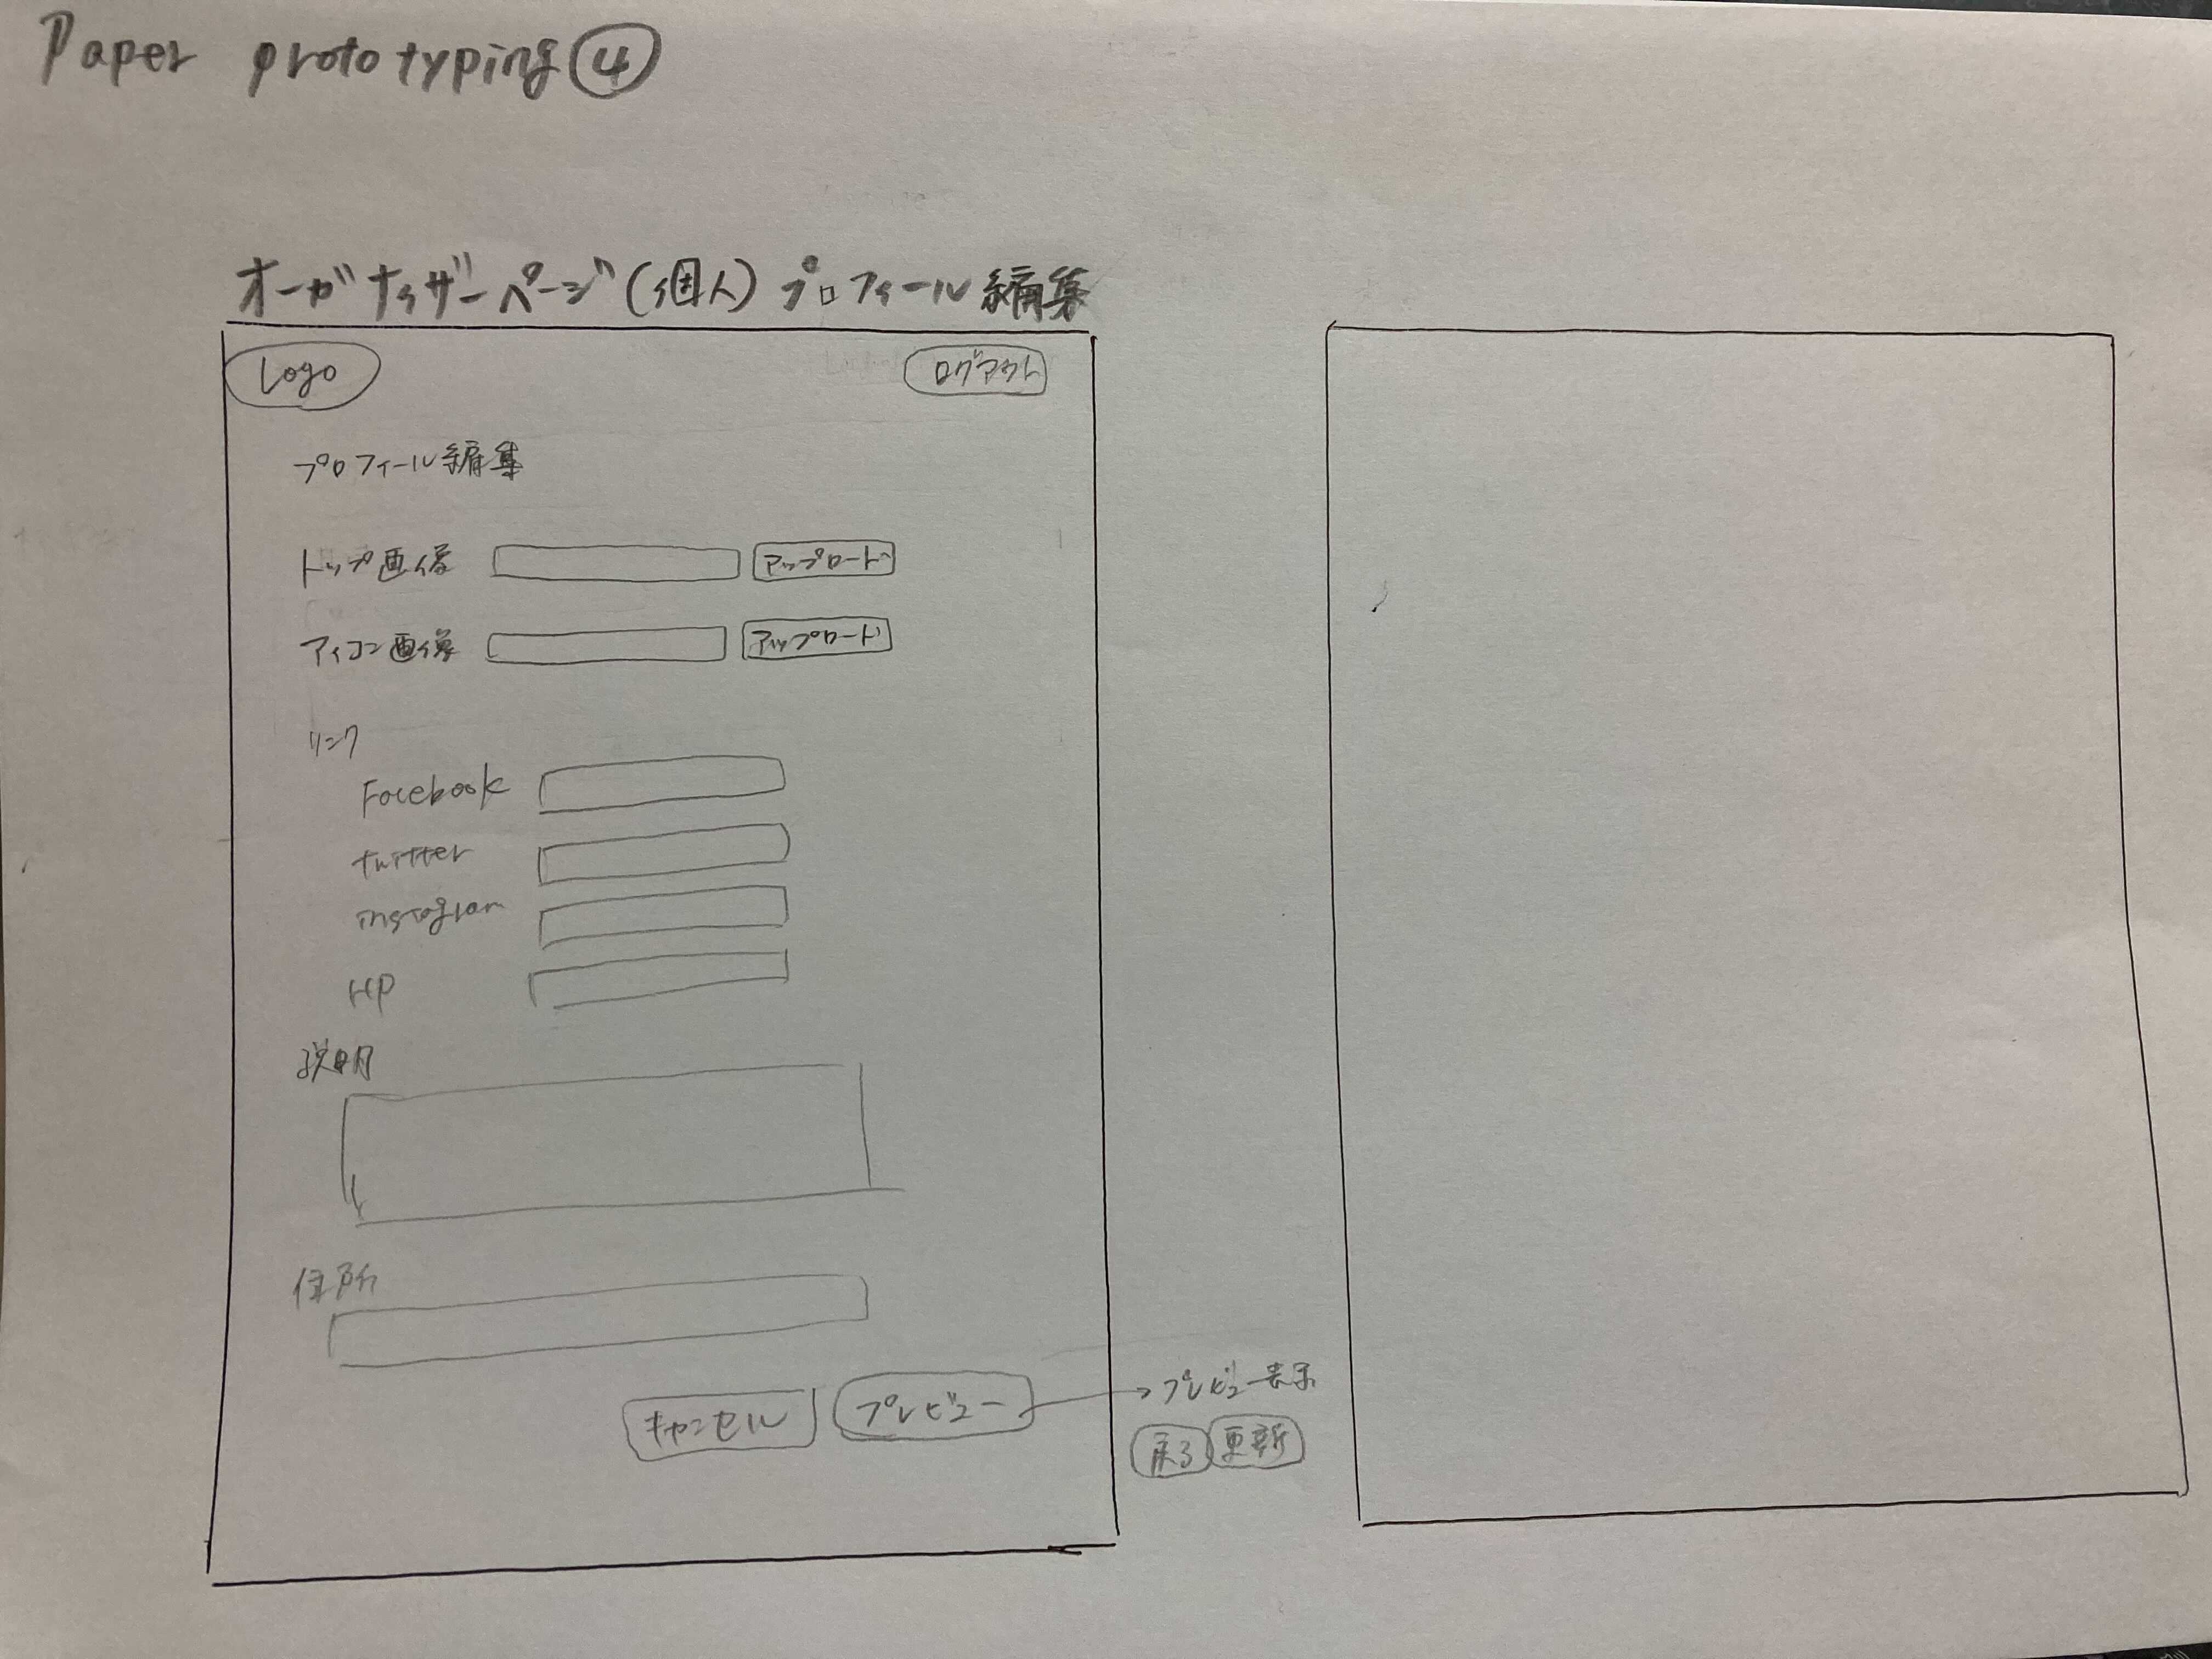 Paper prototyping④
オーガナイザーページ(個人)プロフィール編集
Logo ログアウト
プロフィール編集
トップ画像 アップロード
アイコン画像 アップロード
リンク
Facebook
twitter
instagram
HP
説明
住所
キャンセル プレビュー →プレビュー表示
戻る 更新